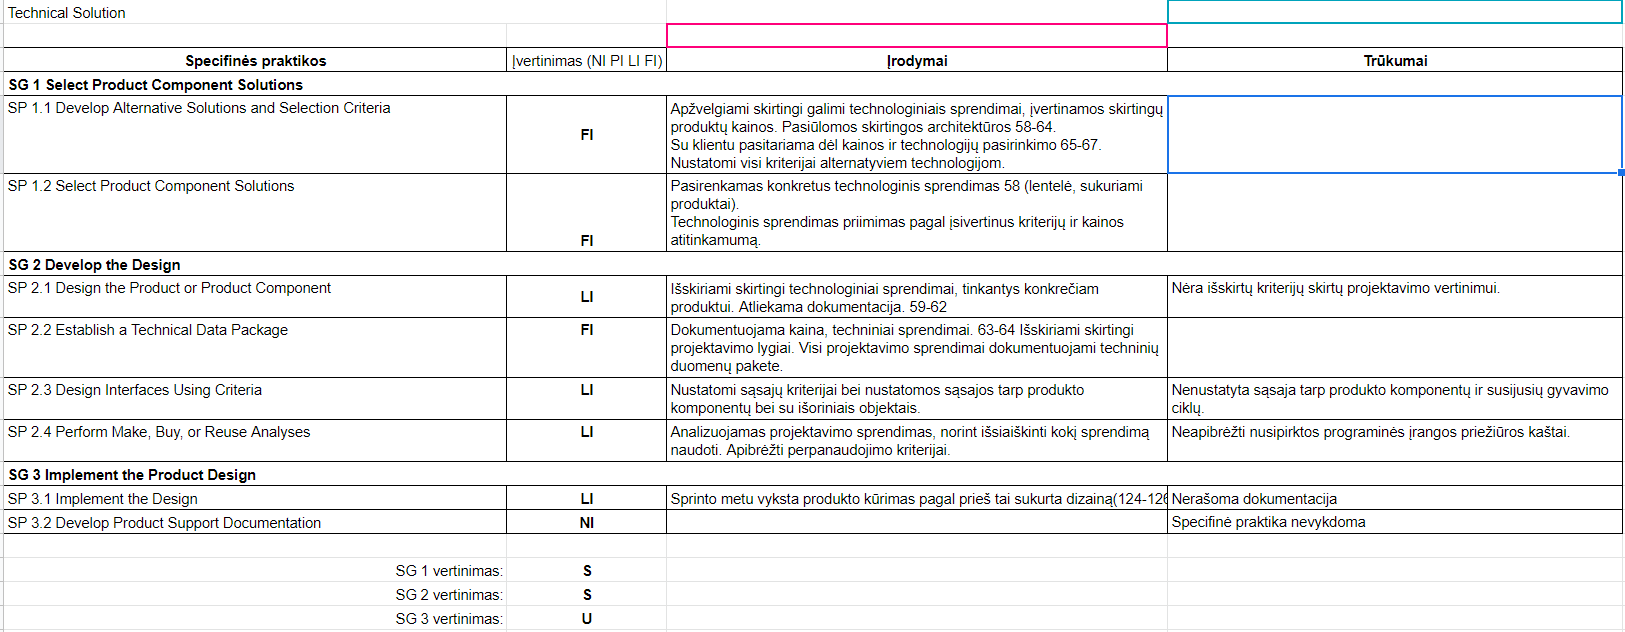 Technical Solution
Specifinės praktikos
Įvertinimas (NI PI LI FI)
Įrodymai
Trūkumai
SG 1 Select Product Component Solutions
SP 1.1 Develop Alternative Solutions and Selection Criteria
FI
Apžvelgiami skirtingi galimi technologiniais sprendimai, įvertinamos skirtingų
produktų kainos. Pasiūlomos skirtingos architektūros 58-64.
Su klientu pasitariama dėl kainos ir technologijų pasirinkimo 65-67.
Nustatomi visi kriterijai alternatyviem technologijom.
SP 1.2 Select Product Component Solutions
FI
Pasirenkamas konkretus technologinis sprendimas 58 (lentelė, sukuriami
produktai).
Technologinis sprendimas priimimas pagal įsivertinus kriterijų ir kainos
atitinkamumą.
SG 2 Develop the Design
SP 2.1 Design the Product or Product Component
LI
Išskiriami skirtingi technologiniai sprendimai, tinkantys konkrečiam
produktui. Atliekama dokumentacija. 59-62
Nėra išskirtų kriterijų skirtų projektavimo vertinimui.
SP 2.2 Establish a Technical Data Package
FI
Dokumentuojama kaina, techniniai sprendimai. 63-64 Išskiriami skirtingi
projektavimo lygiai. Visi projektavimo sprendimai dokumentuojami techninių
duomenų pakete.
SP 2.3 Design Interfaces Using Criteria
LI
Nustatomi sąsajų kriterijai bei nustatomos sąsajos tarp produkto
komponentų bei su išoriniais objektais.
Nenustatyta sąsaja tarp produkto komponentų ir susijusių gyvavimo
ciklų.
SP 2.4 Perform Make, Buy, or Reuse Analyses
LI
Analizuojamas projektavimo sprendimas, norint išsiaiškinti kokį sprendimą
naudoti. Apibrėžti perpanaudojimo kriterijai.
Neapibrėžti nusipirktos programinės įrangos priežiūros kaštai.
SG 3 Implement the Product Design
SP 3.1 Implement the Design
LI
Sprinto metu vyksta produkto kūrimas pagal prieš tai sukurta dizainą(124-126
Nerašoma dokumentacija
SP 3.2 Develop Product Support Documentation
NI
Specifinė praktika nevykdoma
SG 1 vertinimas:
S
SG 2 vertinimas:
S
SG 3 vertinimas:
U